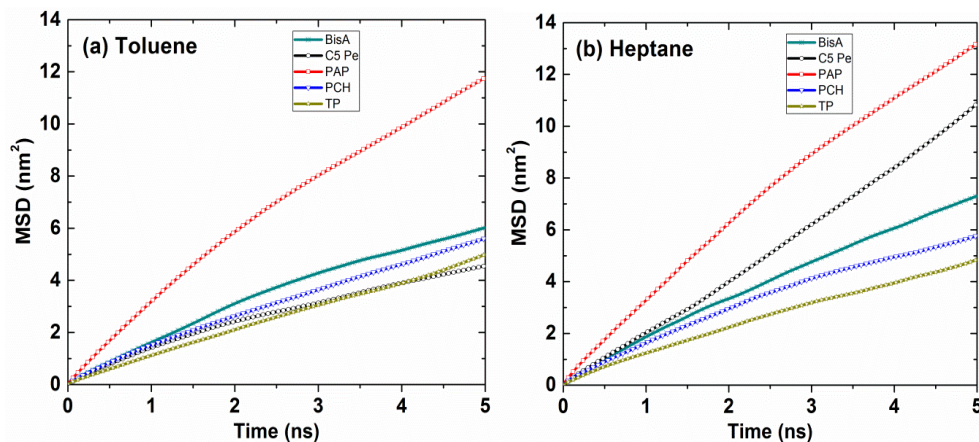 (a) Toluene
BisA
C5 Pe
PAP
PCH
TP
MSD (nm²)
14
12
10
8
6
4
2
0
0 1 2 3 4 5
Time (ns)
(b) Heptane
BisA
C5 Pe
PAP
PCH
TP
MSD (nm²)
14
12
10
8
6
4
2
0
0 1 2 3 4 5
Time (ns)